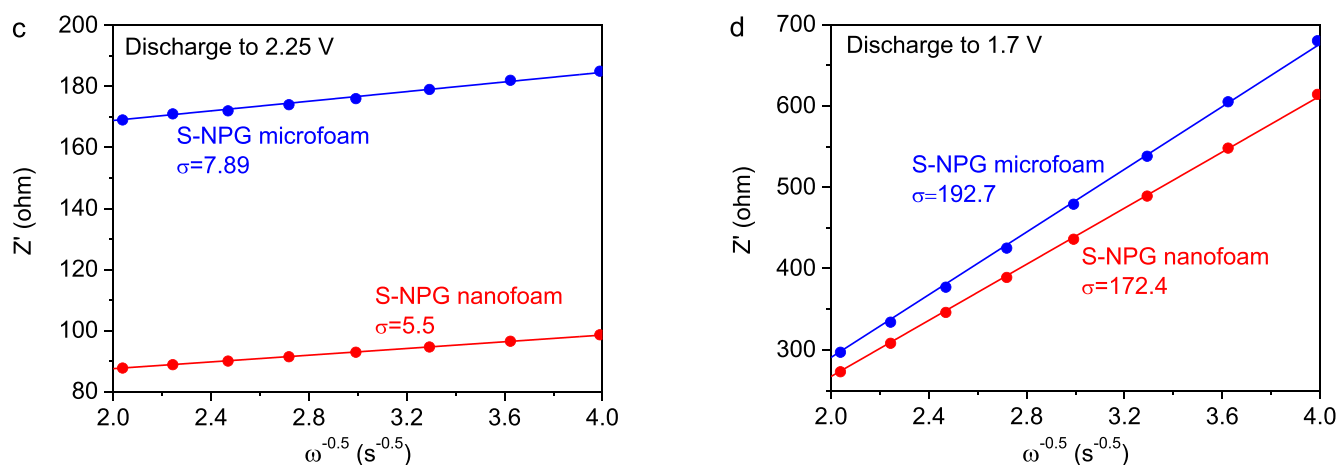 c
Discharge to 2.25 V
200
180
160
140
120
100
80
Z' (ohm)
S-NPG microfoam
σ=7.89
S-NPG nanofoam
σ=5.5
2.0 2.4 2.8 3.2 3.6 4.0
ω^-0.5 (s^-0.5)
d
Discharge to 1.7 V
700
600
500
400
300
Z' (ohm)
S-NPG microfoam
σ=192.7
S-NPG nanofoam
σ=172.4
2.0 2.4 2.8 3.2 3.6 4.0
ω^-0.5 (s^-0.5)